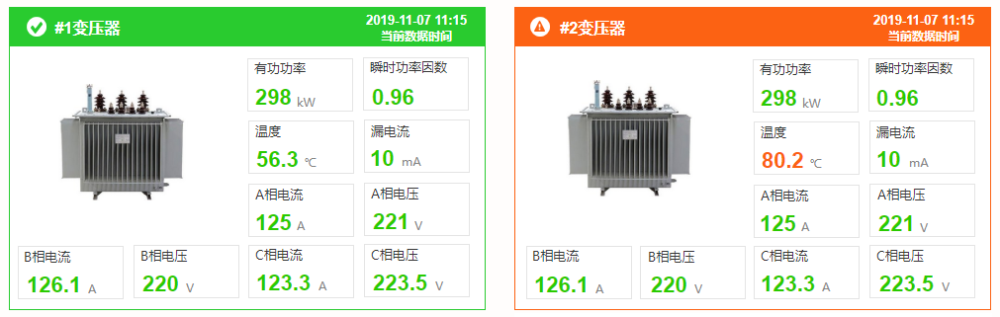 #1变压器
2019-11-07 11:15
当前数据时间
有功功率
298 kW
瞬时功率因数
0.96
温度
56.3 ℃
漏电流
10 mA
A相电流
125 A
A相电压
221 V
B相电流
126.1 A
B相电压
220 V
C相电流
123.3 A
C相电压
223.5 V
#2变压器
2019-11-07 11:15
当前数据时间
有功功率
298 kW
瞬时功率因数
0.96
温度
80.2 ℃
漏电流
10 mA
A相电流
125 A
A相电压
221 V
B相电流
126.1 A
B相电压
220 V
C相电流
123.3 A
C相电压
223.5 V